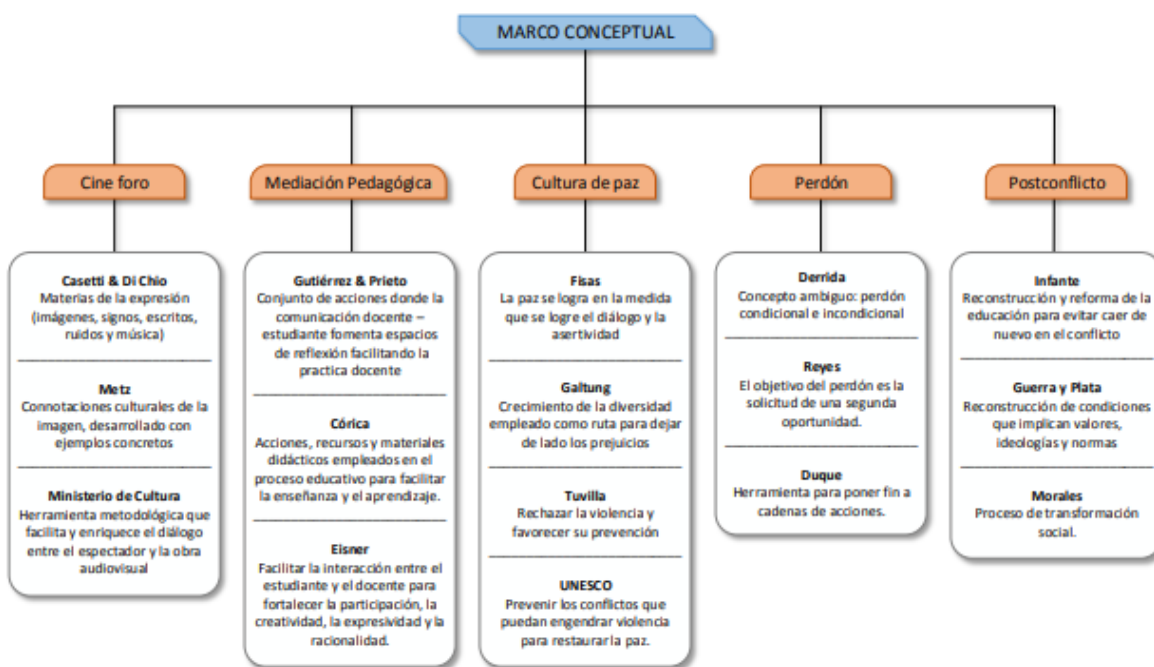 MARCO CONCEPTUAL
Cine foro
Mediación Pedagógica
Cultura de paz
Perdón
Postconflicto
Casetti & Di Chio
Materias de la expresión
(imágenes, signos, escritos,
ruidos y música)
Metz
Connotaciones culturales de la
imagen, desarrollado con
ejemplos concretos
Ministerio de Cultura
Herramienta metodológica que
facilita y enriquece el diálogo
entre el espectador y la obra
audiovisual
Gutiérrez & Prieto
Conjunto de acciones donde la
comunicación docente –
estudiante fomenta espacios
de reflexión facilitando la
practica docente
Córica
Acciones, recursos y materiales
didácticos empleados en el
proceso educativo para facilitar
la enseñanza y el aprendizaje.
Eisner
Facilitar la interacción entre el
estudiante y el docente para
fortalecer la participación, la
creatividad, la expresividad y la
racionalidad.
Fisas
La paz se logra en la medida
que se logre el diálogo y la
asertividad
Galtung
Crecimiento de la diversidad
empleado como ruta para dejar
de lado los prejuicios
Tuvilla
Rechazar la violencia y
favorecer su prevención
UNESCO
Prevenir los conflictos que
puedan engendrar violencia
para restaurar la paz.
Derrida
Concepto ambiguo: perdón
condicional e incondicional
Reyes
El objetivo del perdón es la
solicitud de una segunda
oportunidad.
Duque
Herramienta para poner fin a
cadenas de acciones.
Infante
Reconstrucción y reforma de la
educación para evitar caer de
nuevo en el conflicto
Guerra y Plata
Reconstrucción de condiciones
que implican valores,
ideologías y normas
Morales
Proceso de transformación
social.